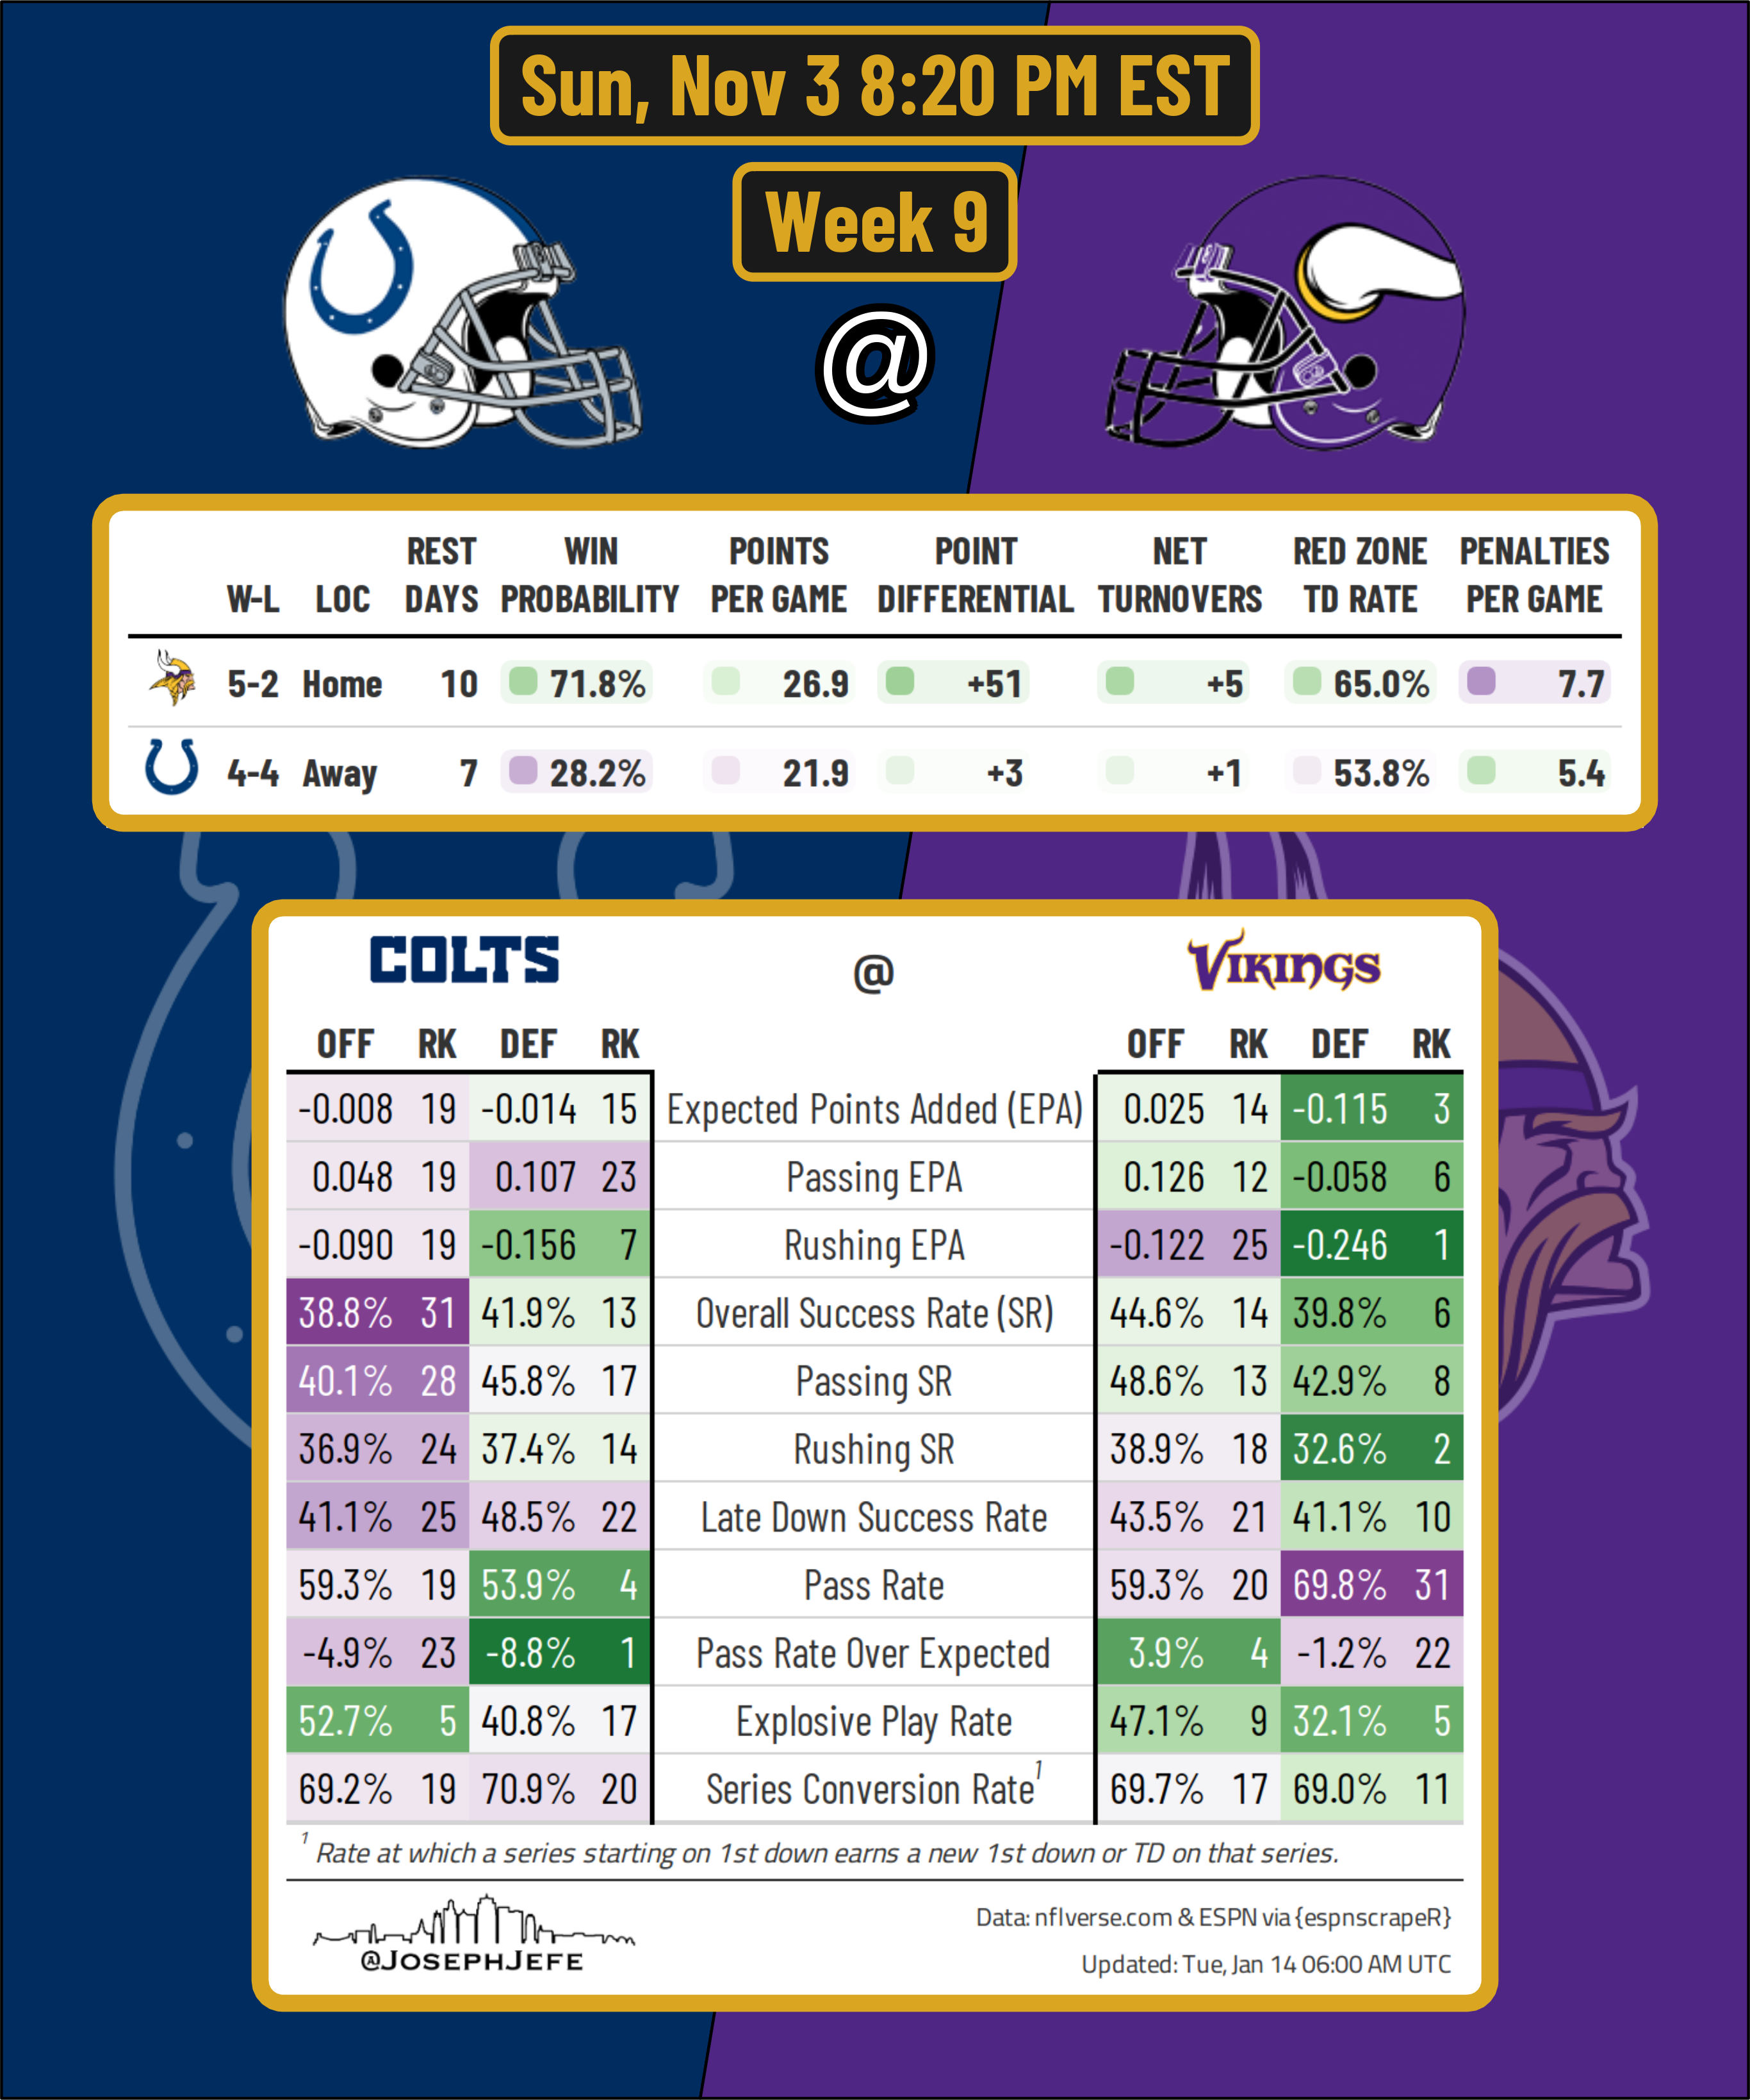 Sun, Nov 3 8:20 PM EST
Week 9
@
W-L LOC REST DAYS WIN PROBABILITY POINTS PER GAME POINT DIFFERENTIAL NET TURNOVERS RED ZONE TD RATE PENALTIES PER GAME
5-2 Home 10 71.8% 26.9 +51 +5 65.0% 7.7
4-4 Away 7 28.2% 21.9 +3 +1 53.8% 5.4
COLTS @ VIKINGS
OFF RK DEF RK OFF RK DEF RK
-0.008 19 -0.014 15 Expected Points Added (EPA) 0.025 14 -0.115 3
0.048 19 0.107 23 Passing EPA 0.126 12 -0.058 6
-0.090 19 -0.156 7 Rushing EPA -0.122 25 -0.246 1
38.8% 31 41.9% 13 Overall Success Rate (SR) 44.6% 14 39.8% 6
40.1% 28 45.8% 17 Passing SR 48.6% 13 42.9% 8
36.9% 24 37.4% 14 Rushing SR 38.9% 18 32.6% 2
41.1% 25 48.5% 22 Late Down Success Rate 43.5% 21 41.1% 10
59.3% 19 53.9% 4 Pass Rate 59.3% 20 69.8% 31
-4.9% 23 -8.8% 1 Pass Rate Over Expected 3.9% 4 -1.2% 22
52.7% 5 40.8% 17 Explosive Play Rate 47.1% 9 32.1% 5
69.2% 19 70.9% 20 Series Conversion Rate1 69.7% 17 69.0% 11
1 Rate at which a series starting on 1st down earns a new 1st down or TD on that series.
@JOSEPHJEFE
Data: nflverse.com & ESPN via {espnscrapeR}
Updated: Tue, Jan 14 06:00 AM UTC